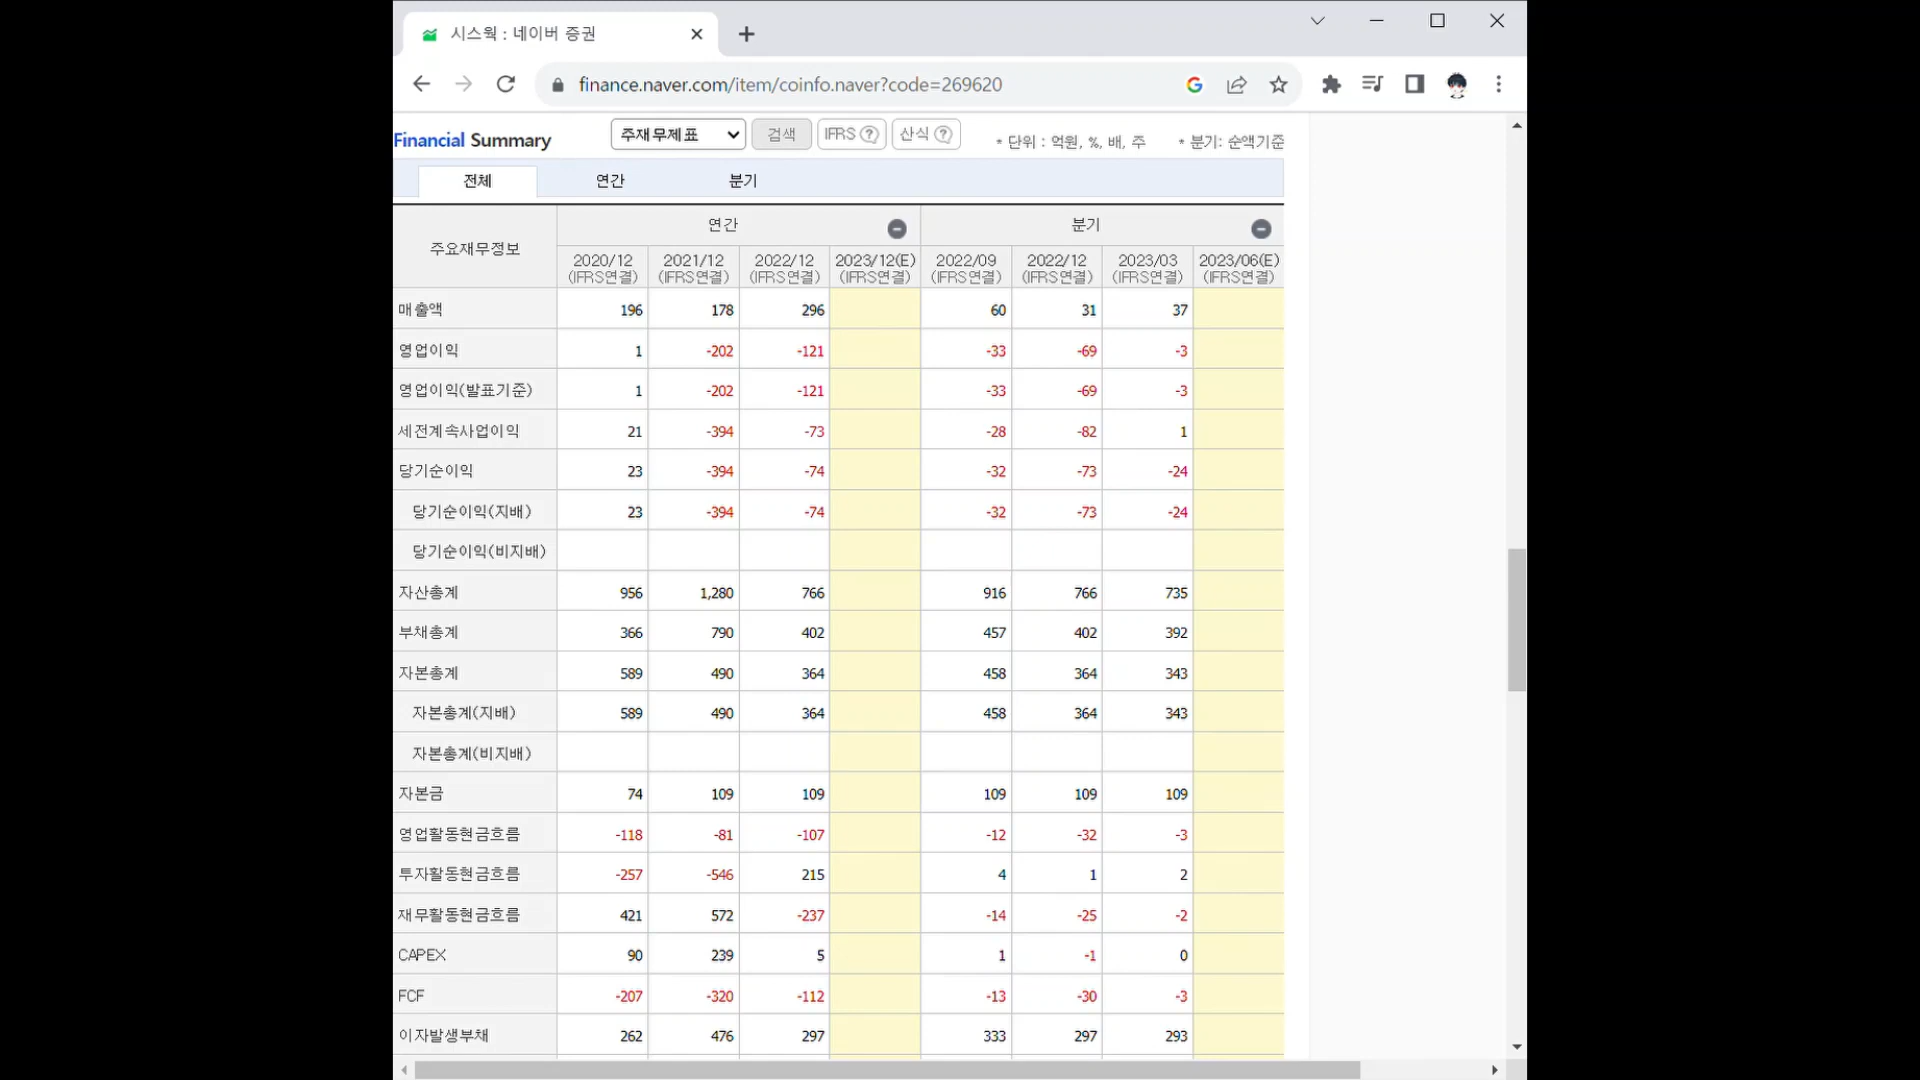 시스웍 : 네이버 증권
finance.naver.com/item/coinfo.naver?code=269620
Financial Summary 주재무제표 검색 IFRS ? 산식 ? * 단위 : 억원, %, 배, 주 * 분기: 순액기준
전체 연간 분기
주요재무정보 연간 분기
2020/12 2021/12 2022/12 2023/12(E) 2022/09 2022/12 2023/03 2023/06(E)
(IFRS연결) (IFRS연결) (IFRS연결) (IFRS연결) (IFRS연결) (IFRS연결) (IFRS연결) (IFRS연결)
매출액 196 178 296 60 31 37
영업이익 1 -202 -121 -33 -69 -3
영업이익(발표기준) 1 -202 -121 -33 -69 -3
세전계속사업이익 21 -394 -73 -28 -82 1
당기순이익 23 -394 -74 -32 -73 -24
당기순이익(지배) 23 -394 -74 -32 -73 -24
당기순이익(비지배)
자산총계 956 1,280 766 916 766 735
부채총계 366 790 402 457 402 392
자본총계 589 490 364 458 364 343
자본총계(지배) 589 490 364 458 364 343
자본총계(비지배)
자본금 74 109 109 109 109 109
영업활동현금흐름 -118 -81 -107 -12 -32 -3
투자활동현금흐름 -257 -546 215 4 1 2
재무활동현금흐름 421 572 -237 -14 -25 -2
CAPEX 90 239 5 1 -1 0
FCF -207 -320 -112 -13 -30 -3
이자발생부채 262 476 297 333 297 293